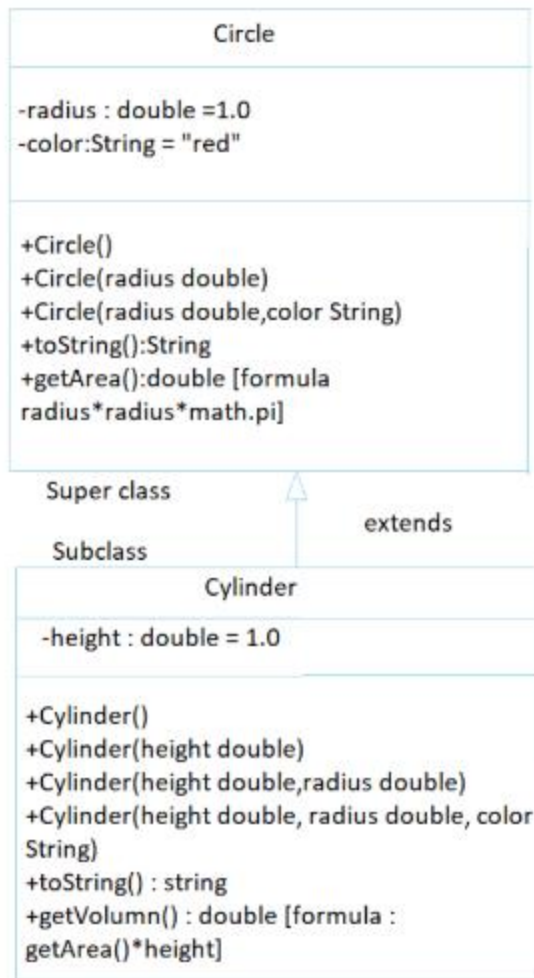 Circle
-radius : double =1.0
-color:String = "red"
+Circle()
+Circle(radius double)
+Circle(radius double,color String)
+toString():String
+getArea():double [formula
radius*radius*math.pi]
Super class
extends
Subclass
Cylinder
-height : double = 1.0
+Cylinder()
+Cylinder(height double)
+Cylinder(height double,radius double)
+Cylinder(height double, radius double, color
String)
+toString() : string
+getVolumn() : double [formula :
getArea()*height]